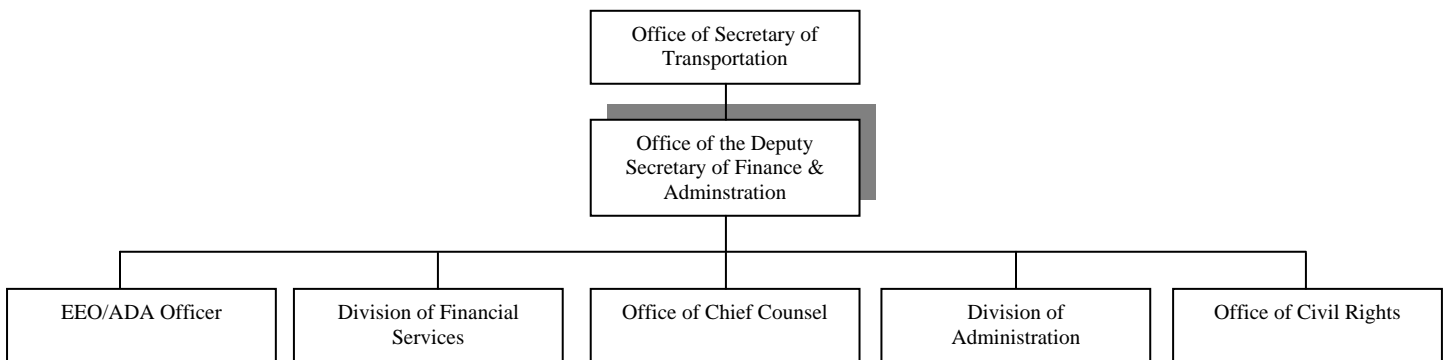 Office of Secretary of
Transportation
Office of the Deputy
Secretary of Finance &
Adminstration
EEO/ADA Officer
Division of Financial
Services
Office of Chief Counsel
Division of
Administration
Office of Civil Rights